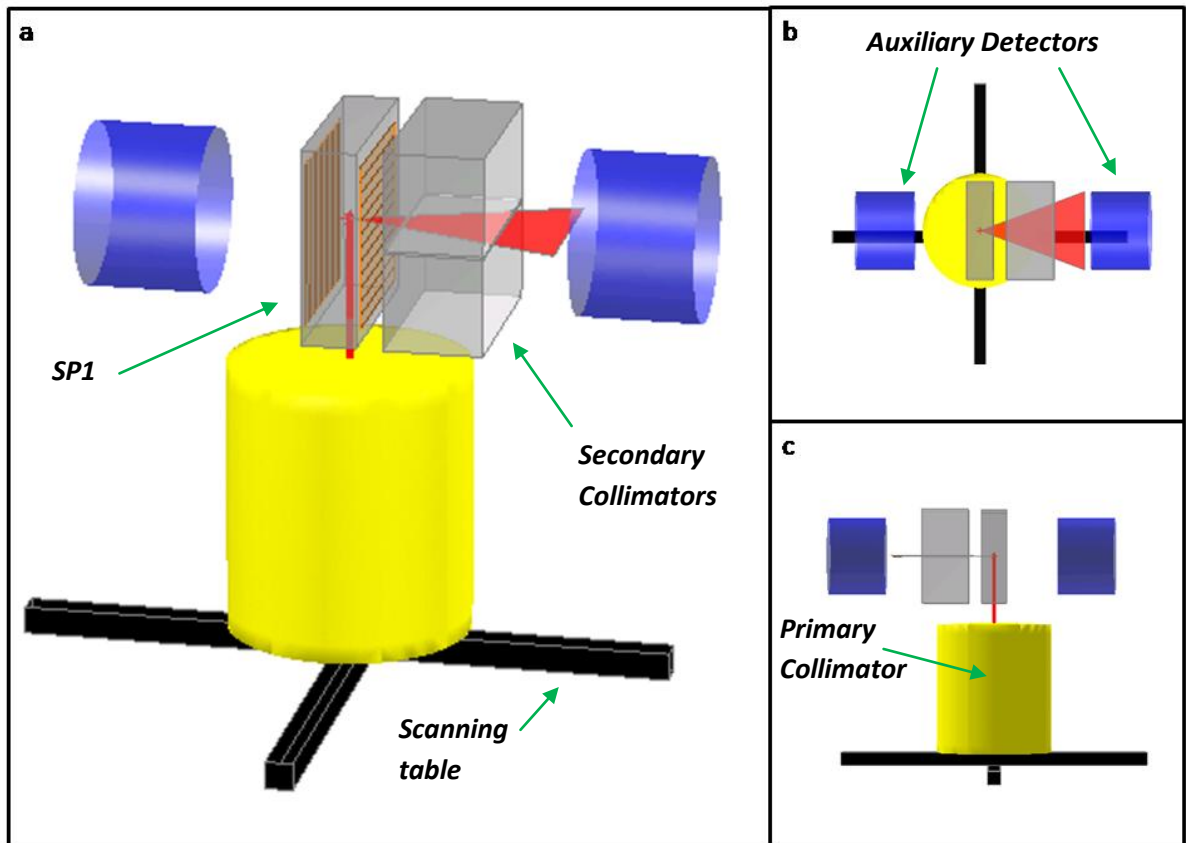 a
SP1
Secondary
Collimators
Scanning
table
b
Auxiliary Detectors
c
Primary
Collimator